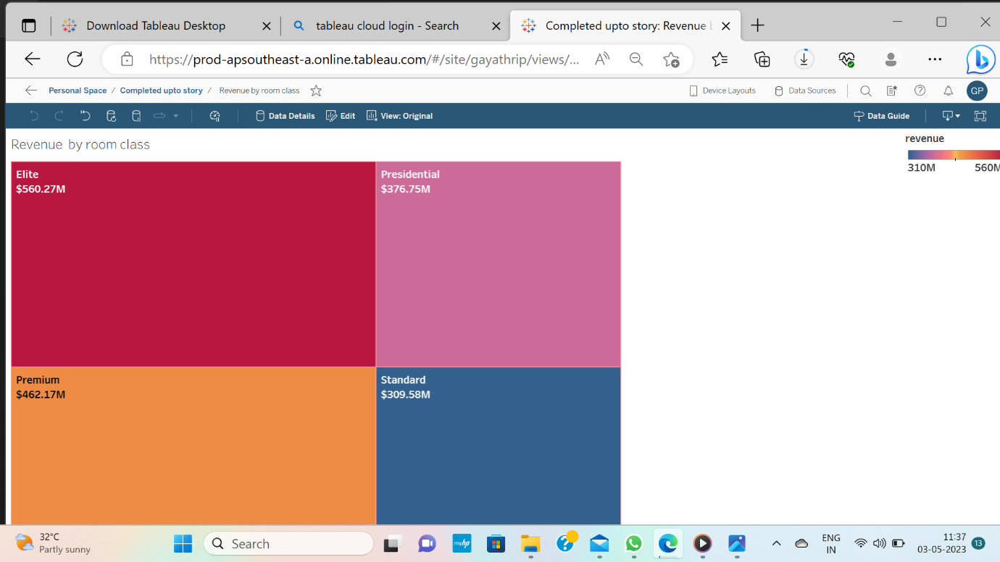 Download Tableau Desktop
tableau cloud login - Search
Completed upto story: Revenue
https://prod-apsoutheast-a.online.tableau.com/#/site/gayathrip/views/...
Personal Space / Completed upto story / Revenue by room class
Device Layouts
Data Sources
GP
Data Details
Edit
View: Original
Data Guide
Revenue by room class
revenue
310M
560M
Elite
$560.27M
Presidential
$376.75M
Premium
$462.17M
Standard
$309.58M
32°C
Partly sunny
Search
myhp
ENG
IN
11:37
03-05-2023
13